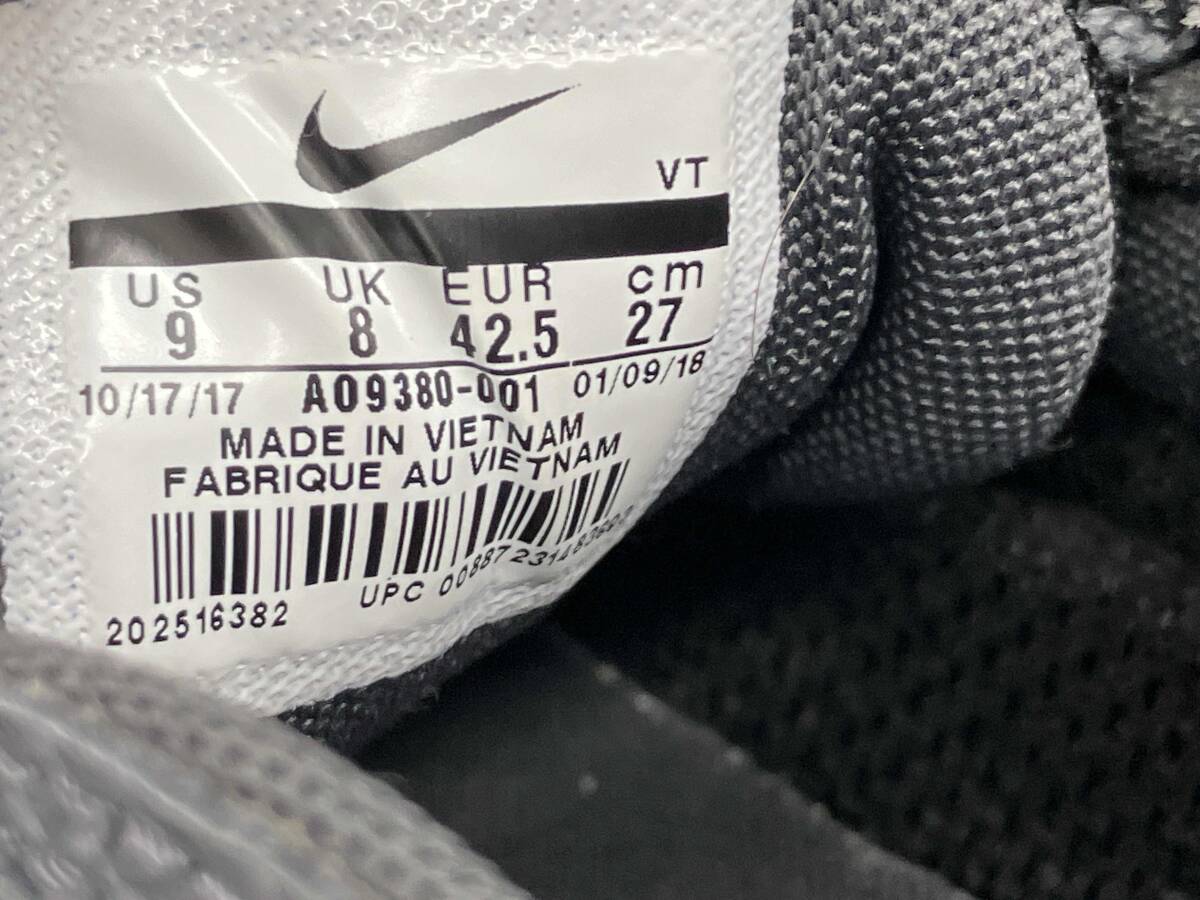 VT
US UK EUR cm
9 8 42.5 27
10/17/17 AO9380-001 01/09/18
MADE IN VIETNAM
FABRIQUE AU VIETNAM
UPC
202516382